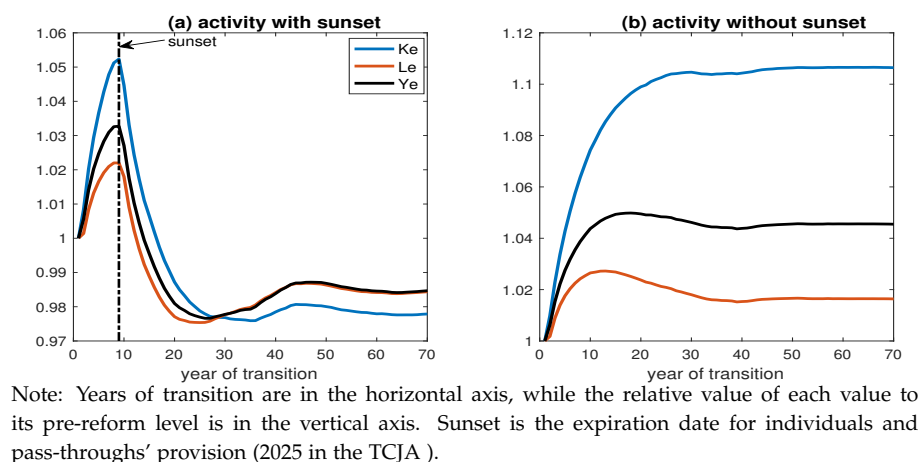 (a) activity with sunset
1.06
1.05
1.04
1.03
1.02
1.01
1
0.99
0.98
0.97
sunset
Ke
Le
Ye
0 10 20 30 40 50 60 70
year of transition
(b) activity without sunset
1.12
1.1
1.08
1.06
1.04
1.02
1
0 10 20 30 40 50 60 70
year of transition
Note: Years of transition are in the horizontal axis, while the relative value of each value to
its pre-reform level is in the vertical axis. Sunset is the expiration date for individuals and
pass-throughs' provision (2025 in the TCJA ).